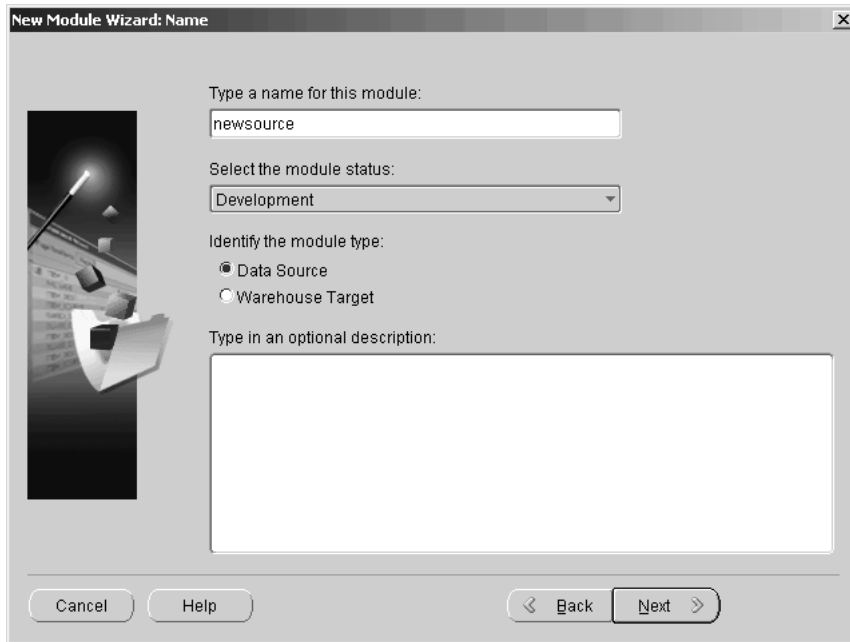 New Module Wizard: Name
Type a name for this module:
newsource
Select the module status:
Development
Identify the module type:
Data Source
Warehouse Target
Type in an optional description:
Cancel
Help
Back
Next